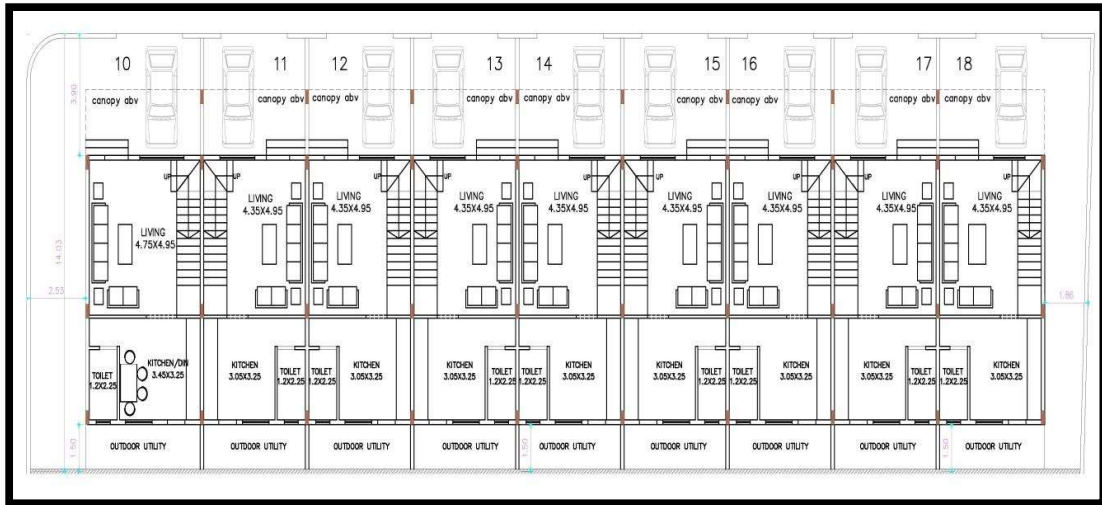 10 11 12 13 14 15 16 17 18
3.90
canopy abv canopy abv canopy abv canopy abv canopy abv canopy abv canopy abv canopy abv canopy abv
UP UP UP UP UP UP UP UP UP
LIVING LIVING LIVING LIVING LIVING LIVING LIVING LIVING
4.35X4.95 4.35X4.95 4.35X4.95 4.35X4.95 4.35X4.95 4.35X4.95 4.35X4.95 4.35X4.95
LIVING
4.75X4.95
14.03
2.53 1.86
KITCHEN/DIN KITCHEN KITCHEN KITCHEN KITCHEN KITCHEN KITCHEN KITCHEN KITCHEN
3.45X3.25 3.05X3.25 3.05X3.25 3.05X3.25 3.05X3.25 3.05X3.25 3.05X3.25 3.05X3.25 3.05X3.25
TOILET TOILET TOILET TOILET TOILET TOILET TOILET TOILET TOILET
1.2X2.25 1.2X2.25 1.2X2.25 1.2X2.25 1.2X2.25 1.2X2.25 1.2X2.25 1.2X2.25 1.2X2.25
1.50 1.50 1.50
OUTDOOR UTILITY OUTDOOR UTILITY OUTDOOR UTILITY OUTDOOR UTILITY OUTDOOR UTILITY OUTDOOR UTILITY OUTDOOR UTILITY OUTDOOR UTILITY OUTDOOR UTILITY